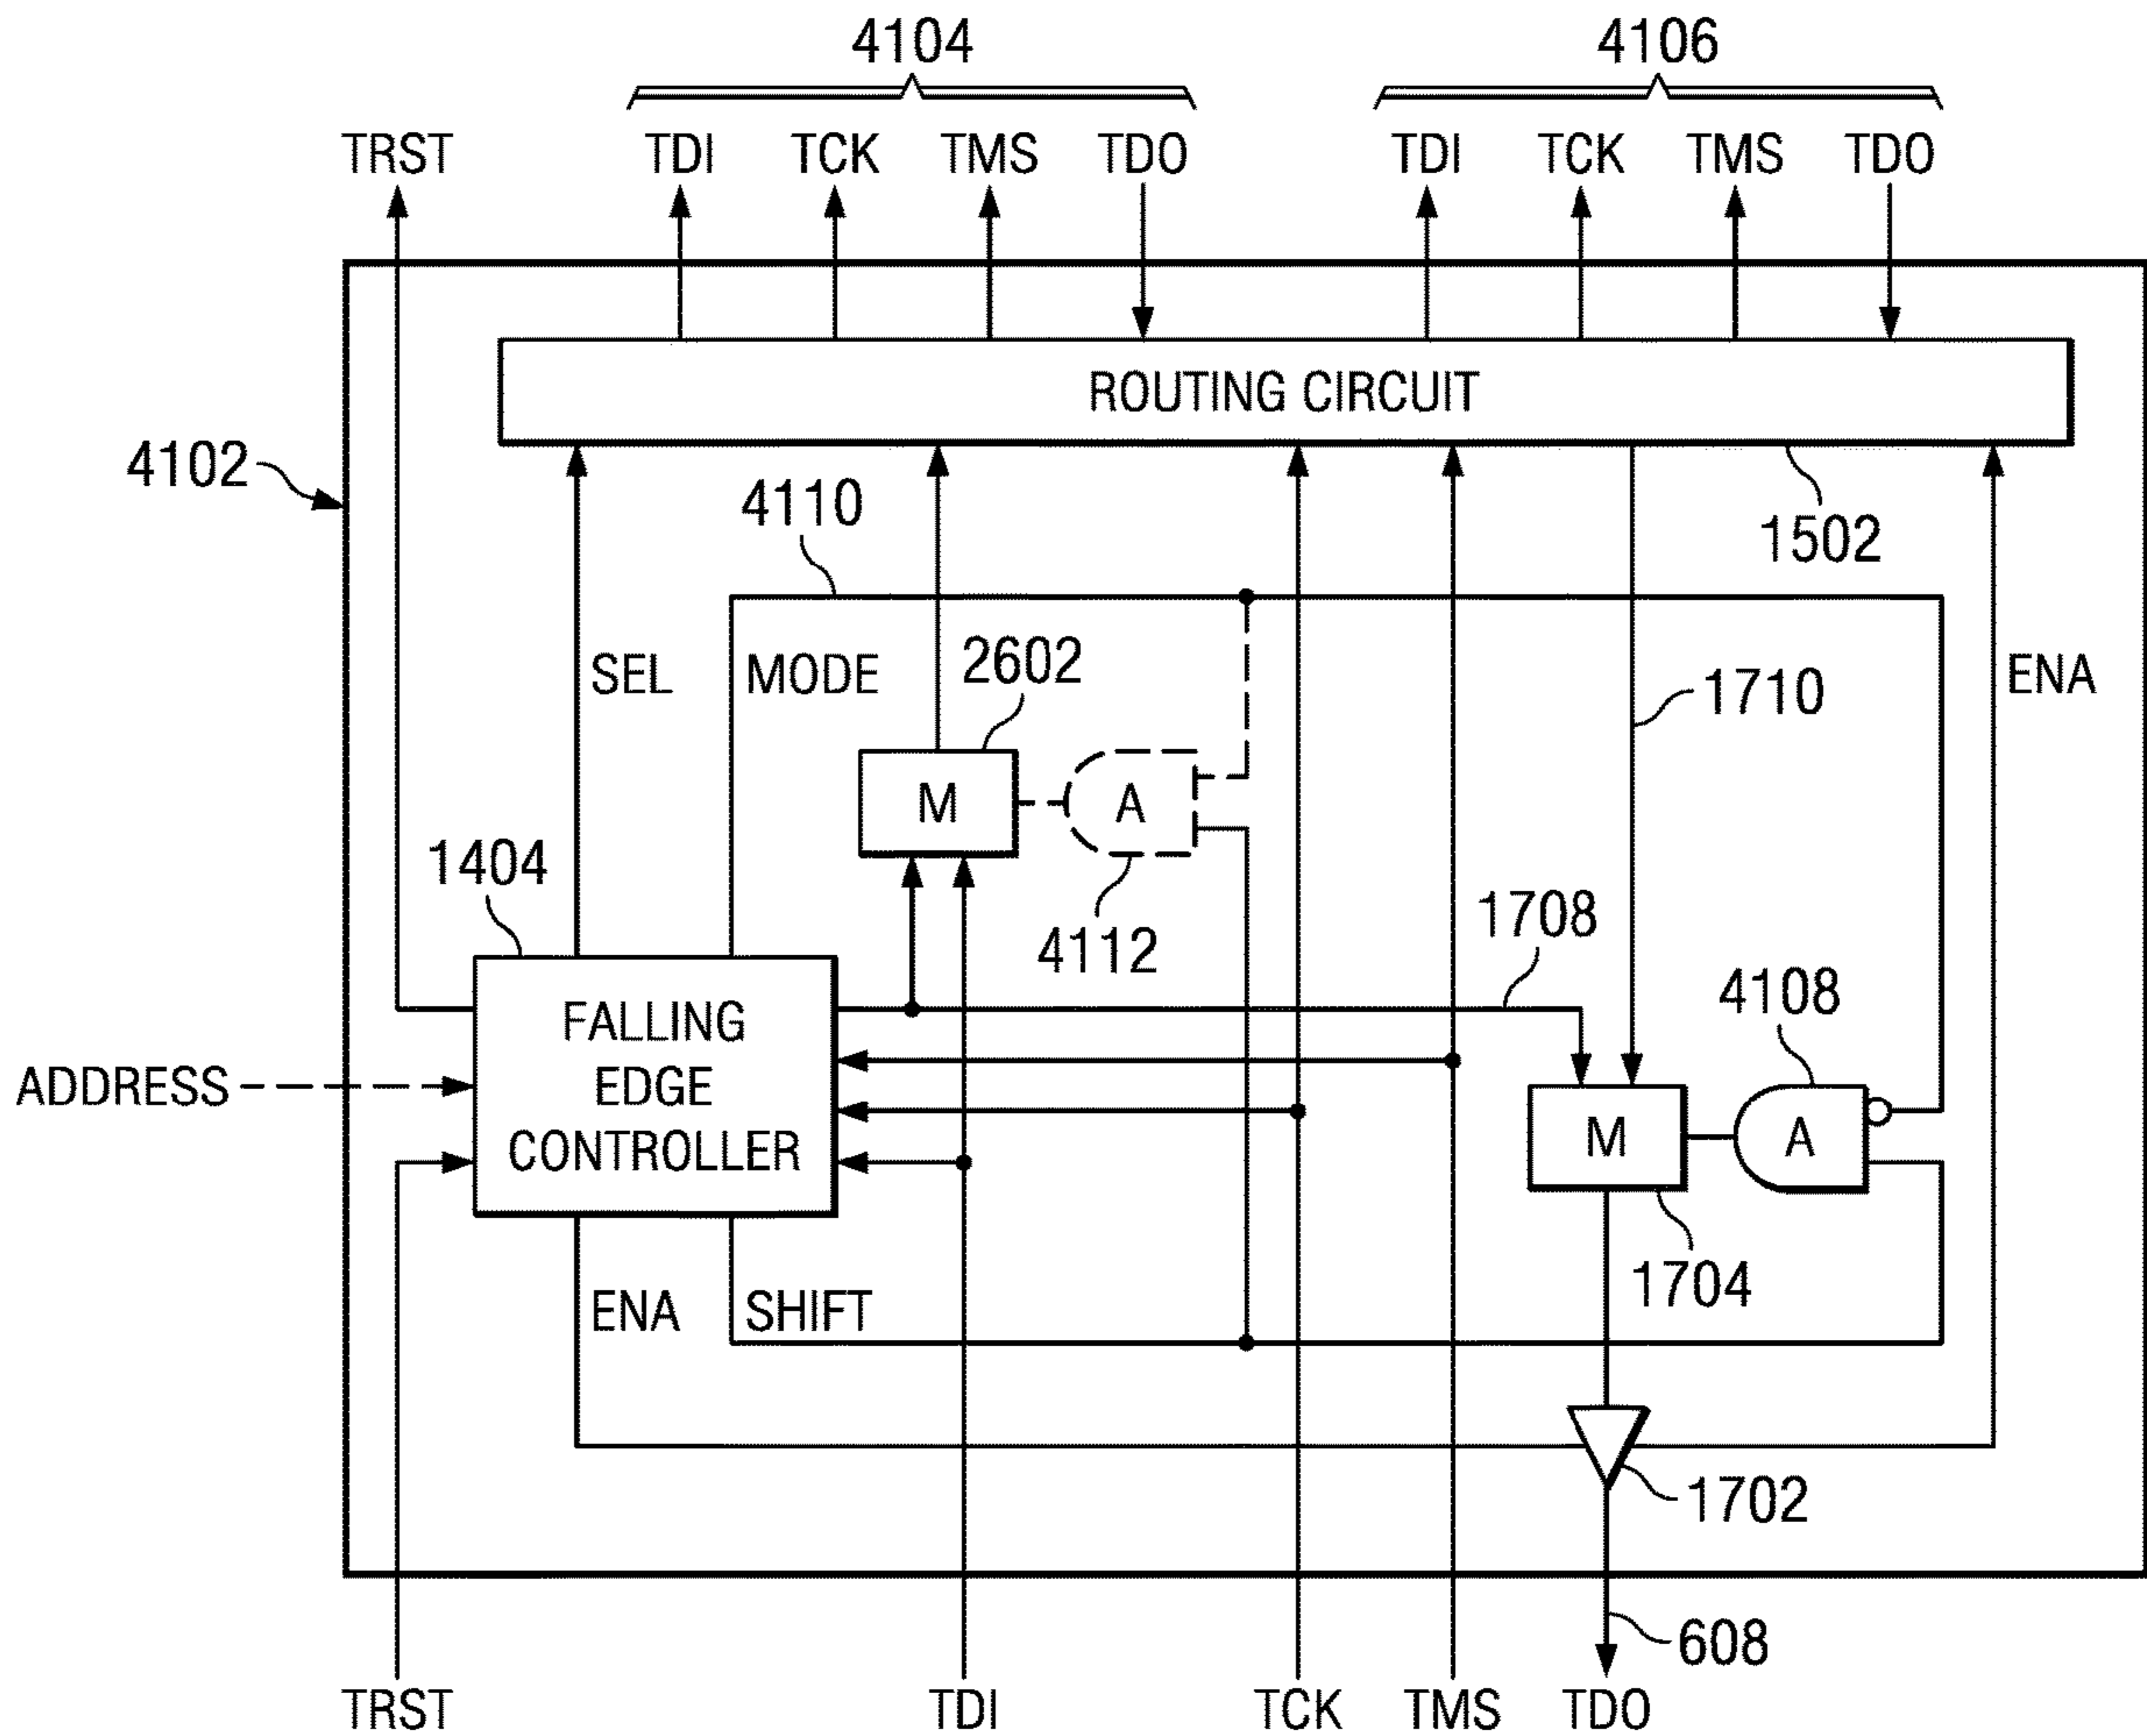 4104 4106
TRST TDI TCK TMS TDO TDI TCK TMS TDO
ROUTING CIRCUIT
4102
4110
1502
SEL MODE 2602 1710 ENA
M A
1404
4112 1708
4108
FALLING
EDGE
CONTROLLER
ADDRESS
M A
1704
ENA SHIFT
1702
608
TRST TDI TCK TMS TDO